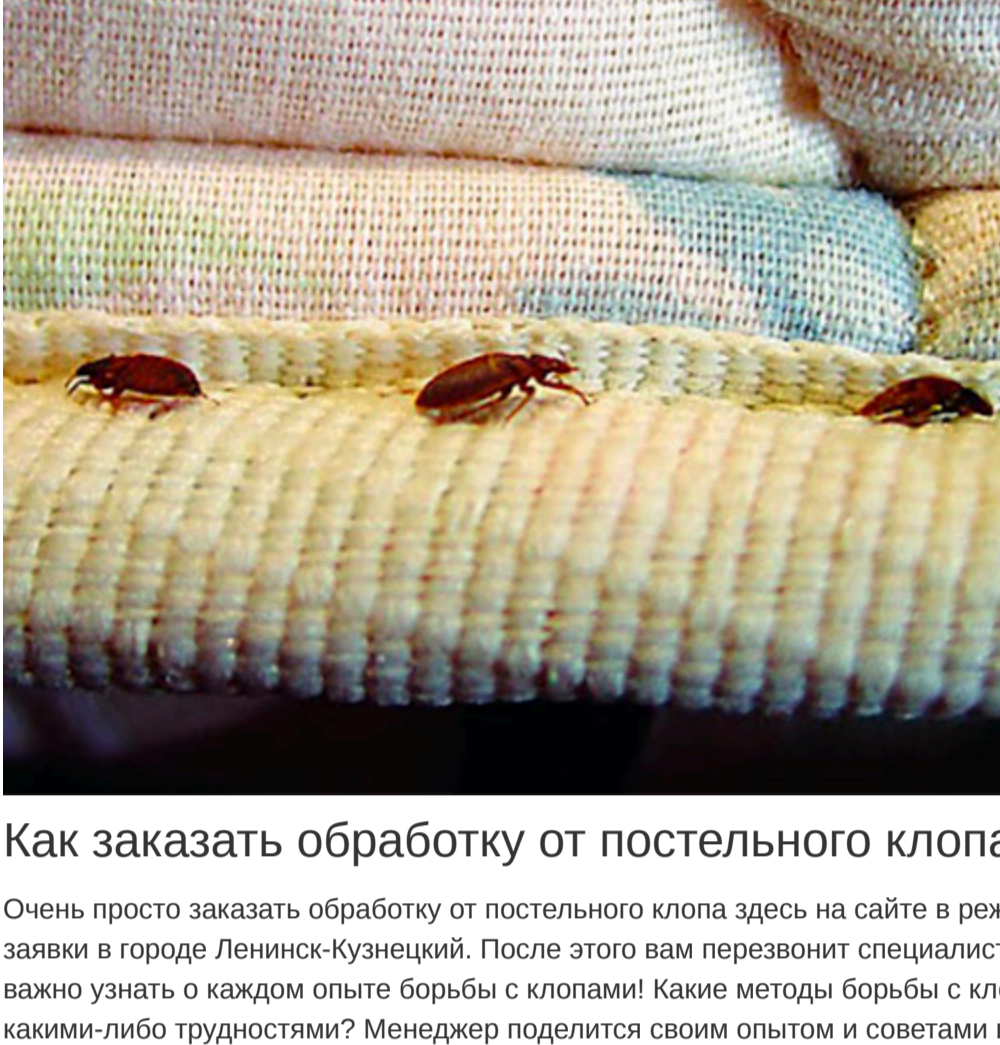 Как заказать обработку от постельного клопа
Очень просто заказать обработку от постельного клопа здесь на сайте в
заявки в городе Ленинск-Кузнецкий. После этого вам перезвонит специалист
важно узнать о каждом опыте борьбы с клопами! Какие методы борьбы с
какими-либо трудностями? Менеджер поделится своим опытом и советами